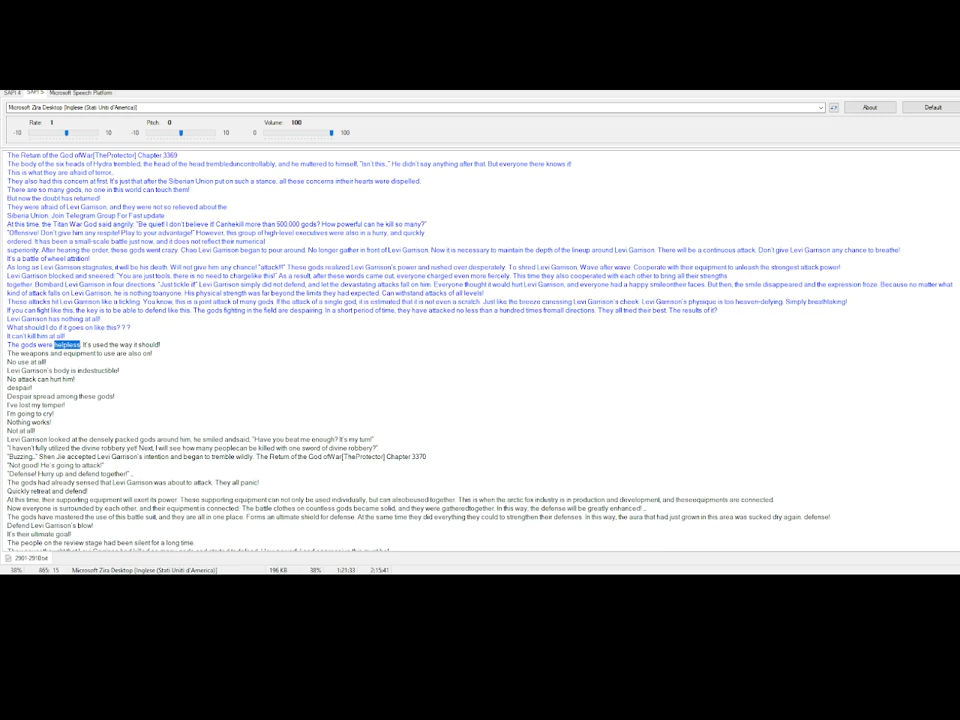 SAPI 4 SAPI 5 Microsoft Speech Platform
Microsoft Zira Desktop [Inglese (Stati Uniti d'America)] About Default
Rate: 1 Pitch: 0 Volume: 100
-10 10 -10 10 0 100
The Return of the God ofWar[TheProtector] Chapter 3369
The body of the six heads of Hydra trembled, the head of the head trembleduncontrollably, and he muttered to himself, "Isn't this.." He didn't say anything after that. But everyone there knows it!
This is what they are afraid of terror..
They also had this concern at first. It's just that after the Siberian Union put on such a stance, all these concerns intheir hearts were dispelled.
There are so many gods, no one in this world can touch them!
But now the doubt has returned!
They were afraid of Levi Garrison, and they were not so relieved about the
Siberia Union. Join Telegram Group For Fast update
At this time, the Titan War God said angrily: "Be quiet! I don't believe it! Canhekill more than 500,000 gods? How powerful can he kill so many?"
"Offensive! Don't give him any respite! Play to your advantage!" However, this group of high-level executives were also in a hurry, and quickly
ordered. It has been a small-scale battle just now, and it does not reflect their numerical
superiority. After hearing the order, these gods went crazy. Chao Levi Garrison began to pour around. No longer gather in front of Levi Garrison. Now it is necessary to maintain the depth of the lineup around Levi Garrison. There will be a continuous attack. Don't give Levi Garrison any chance to breathe!
It's a battle of wheel attrition!
As long as Levi Garrison stagnates, it will be his death. Will not give him any chance! "attack!!!" These gods realized Levi Garrison's power and rushed over desperately. To shred Levi Garrison. Wave after wave. Cooperate with their equipment to unleash the strongest attack power!
Levi Garrison blocked and sneered: "You are just tools, there is no need to chargelike this!" As a result, after these words came out, everyone charged even more fiercely. This time they also cooperated with each other to bring all their strengths
together. Bombard Levi Garrison in four directions. "Just tickle it!" Levi Garrison simply did not defend, and let the devastating attacks fall on him. Everyone thought it would hurt Levi Garrison, and everyone had a happy smileontheir faces. But then, the smile disappeared and the expression froze. Because no matter what
kind of attack falls on Levi Garrison, he is nothing toanyone. His physical strength was far beyond the limits they had expected. Can withstand attacks of all levels!
These attacks hit Levi Garrison like a tickling. You know, this is a joint attack of many gods. If the attack of a single god, it is estimated that it is not even a scratch. Just like the breeze caressing Levi Garrison's cheek. Levi Garrison's physique is too heaven-defying. Simply breathtaking!
If you can fight like this, the key is to be able to defend like this. The gods fighting in the field are despairing. In a short period of time, they have attacked no less than a hundred times fromall directions. They all tried their best. The results of it?
Levi Garrison has nothing at all!
What should I do if it goes on like this? ? ?
It can't kill him at all!
The gods were helpless. It's used the way it should!
The weapons and equipment to use are also on!
No use at all!
Levi Garrison's body is indestructible!
No attack can hurt him!
despair!
Despair spread among these gods!
I've lost my temper!
I'm going to cry!
Nothing works!
Not at all!
Levi Garrison looked at the densely packed gods around him, he smiled andsaid, "Have you beat me enough? It's my turn!"
"I haven't fully utilized the divine robbery yet! Next, I will see how many peoplecan be killed with one sword of divine robbery?"
"Buzzing.." Shen Jie accepted Levi Garrison's intention and began to tremble wildly. The Return of the God ofWar[TheProtector] Chapter 3370
"Not good! He's going to attack!"
"Defense! Hurry up and defend together!" ..
The gods had already sensed that Levi Garrison was about to attack. They all panic!
Quickly retreat and defend!
At this time, their supporting equipment will exert its power. These supporting equipment can not only be used individually, but can alsobeused together. This is when the arctic fox industry is in production and development, and theseequipments are connected.
Now everyone is surrounded by each other, and their equipment is connected. The battle clothes on countless gods became solid, and they were gatheredtogether. In this way, the defense will be greatly enhanced! ..
The gods have mastered the use of this battle suit, and they are all in one place. Forms an ultimate shield for defense. At the same time they did everything they could to strengthen their defenses. In this way, the aura that had just grown in this area was sucked dry again. defense!
Defend Levi Garrison's blow!
It's their ultimate goal!
The people on the review stage had been silent for a long time.
2901-2910.txt
38% 865: 15 Microsoft Zira Desktop [Inglese (Stati Uniti d'America)] 196 KB 38% 1:21:33 2:15:41